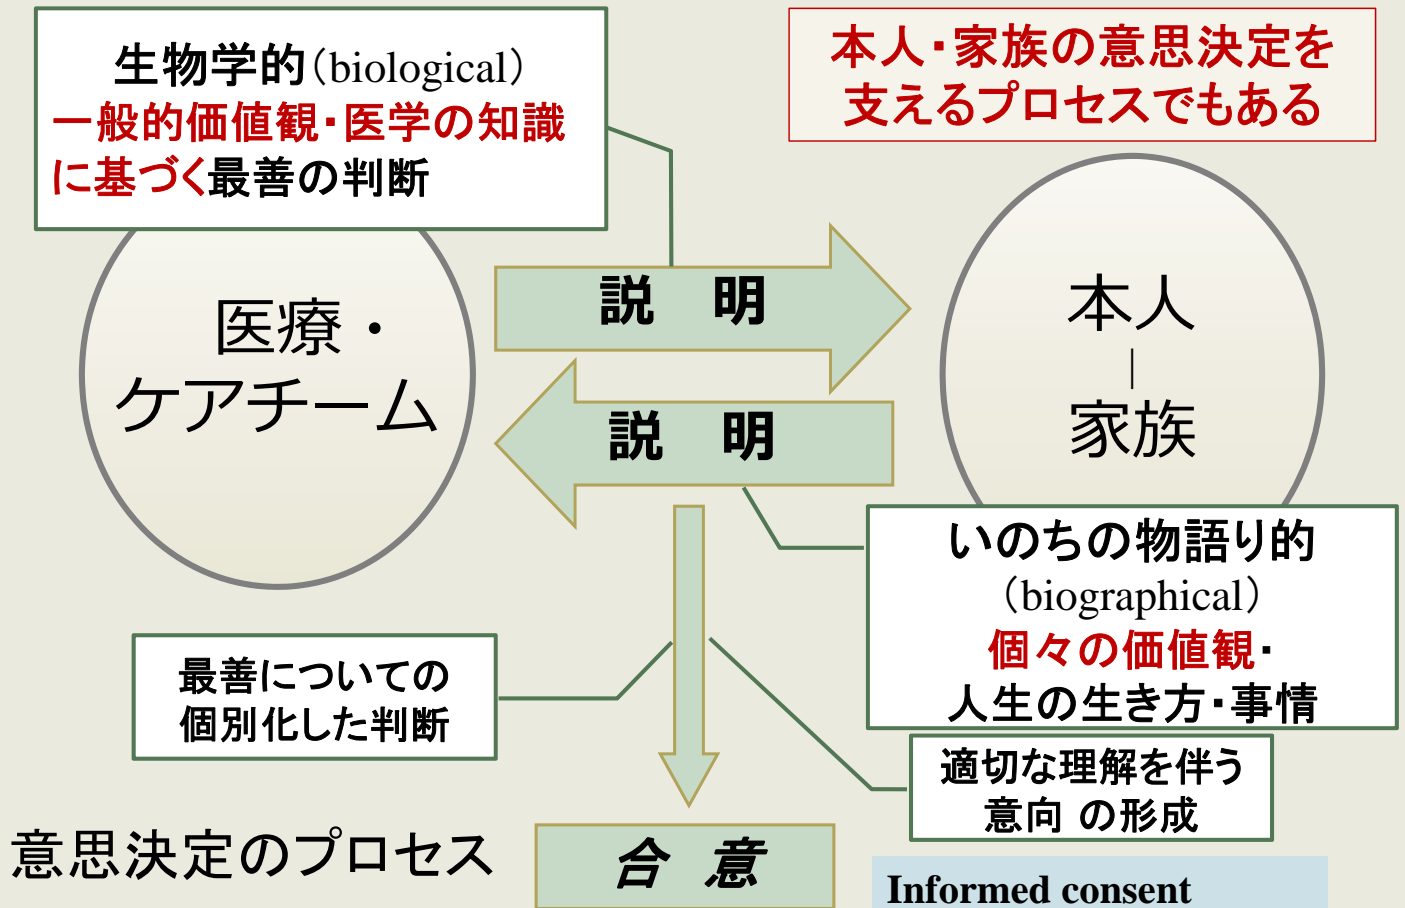 生物学的（biological）
一般的価値観・医学の知識
に基づく最善の判断
本人・家族の意思決定を
支えるプロセスでもある
医療・
ケアチーム
説　明
本人
｜
家族
説　明
いのちの物語り的
（biographical）
個々の価値観・
人生の生き方・事情
最善についての
個別化した判断
適切な理解を伴う
意向 の形成
意思決定のプロセス
合　意
Informed consent